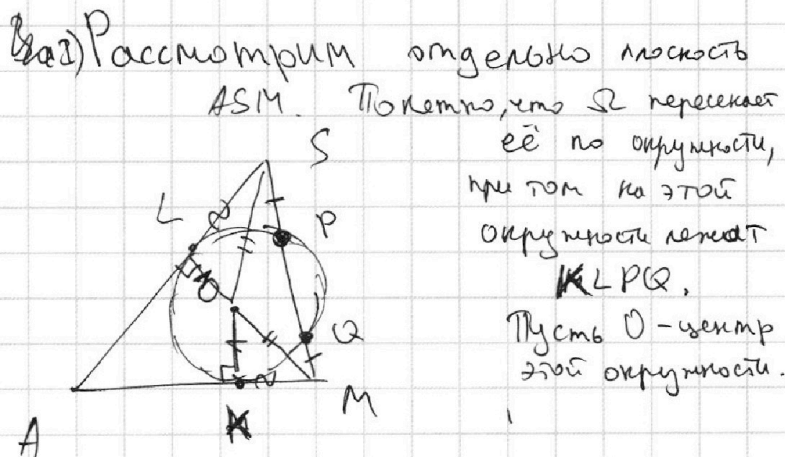 а) Рассмотрим отдельно плоскость
ASM. Понятно, что Ω пересекает
её по окружности,
при том на этой
окружности лежат
KLPQ.
Пусть O - центр
этой окружности.
S
L
P
O
Q
A
K
M